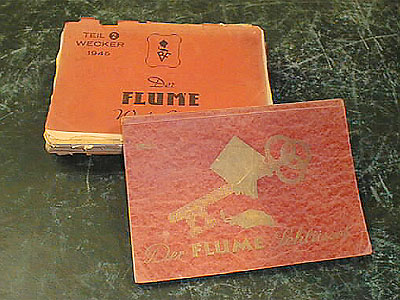 TEIL 2
WECKER
1946
Der
FLUME
Der FLUME Schlüssel